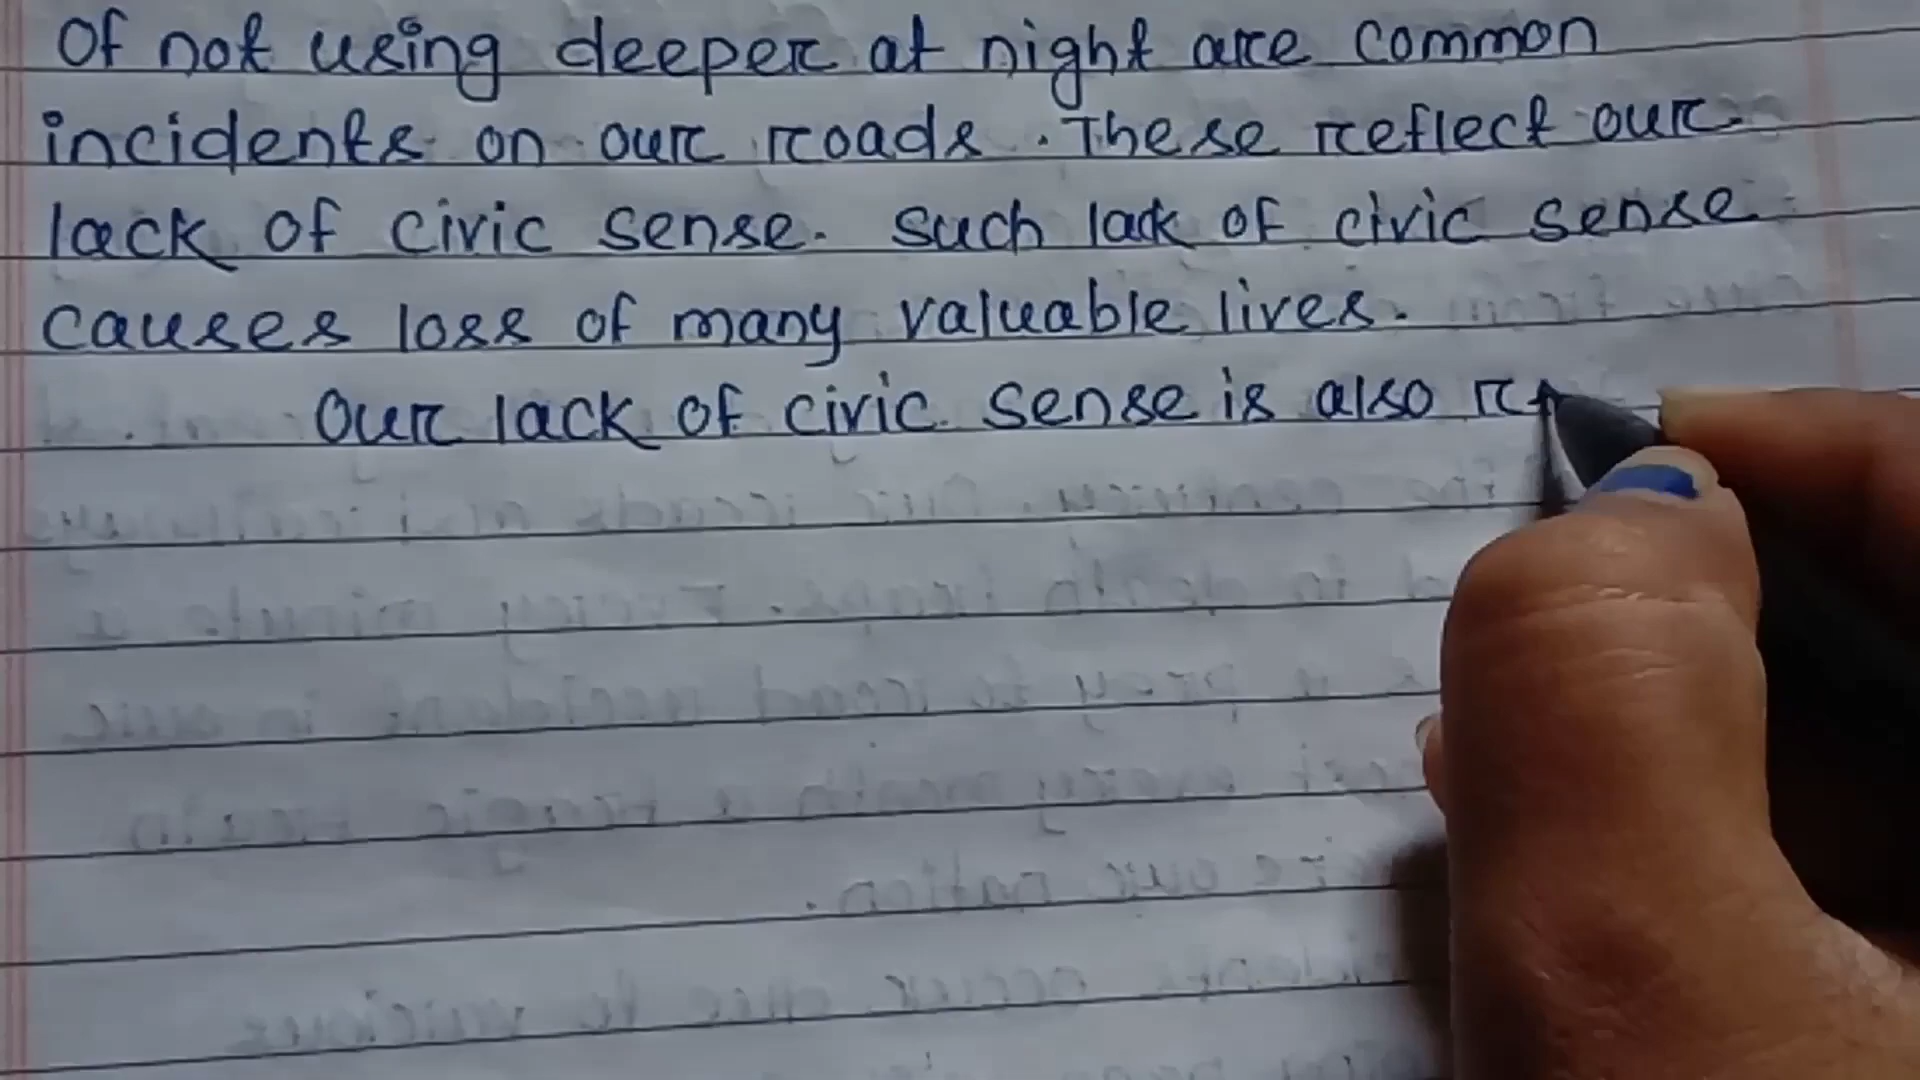 Of not using deeper at night are common
incidents on our roads. These reflect our
lack of civic sense. Such lack of civic sense
causes loss of many valuable lives.
Our lack of civic sense is also